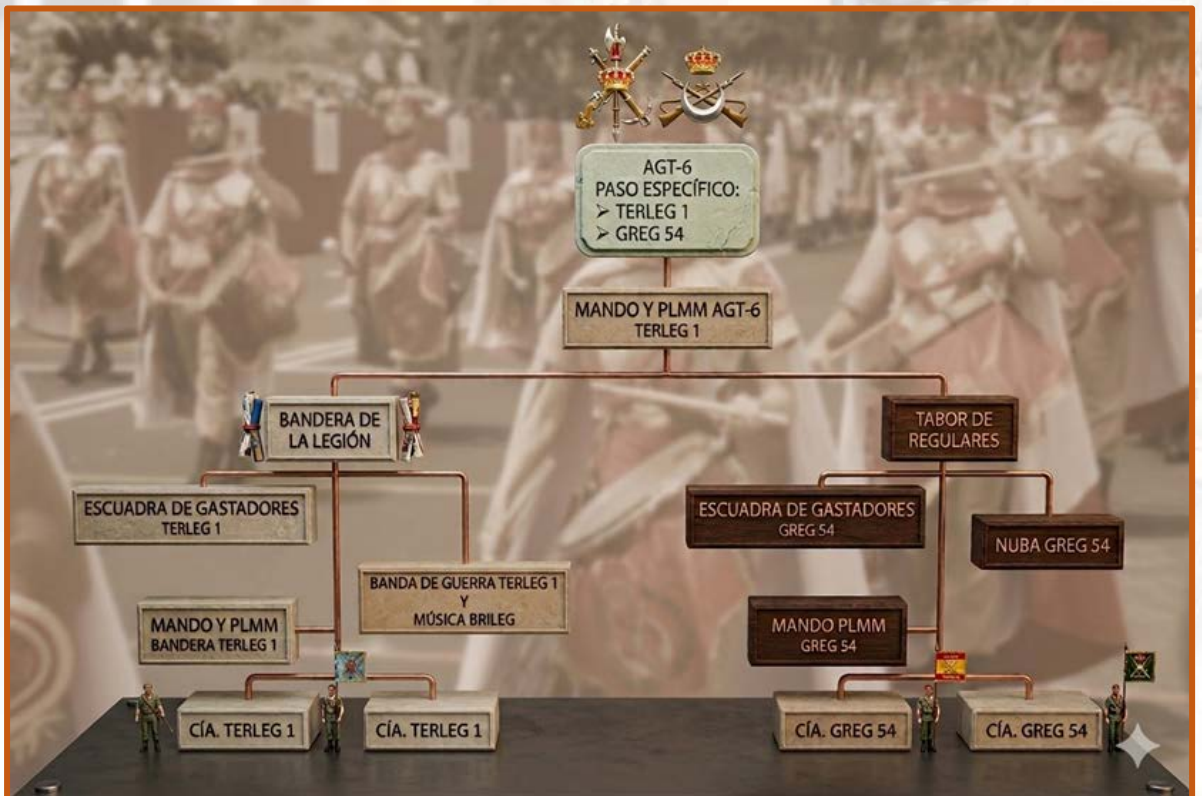 AGT-6
PASO ESPECÍFICO:
➢ TERLEG 1
➢ GREG 54
MANDO Y PLMM AGT-6
TERLEG 1
BANDERA DE
LA LEGIÓN
TABOR DE
REGULARES
ESCUADRA DE GASTADORES
TERLEG 1
ESCUADRA DE GASTADORES
GREG 54
NUBA GREG 54
BANDA DE GUERRA TERLEG 1
Y
MÚSICA BRILEG
MANDO Y PLMM
BANDERA TERLEG 1
MANDO PLMM
GREG 54
CÍA. TERLEG 1
CÍA. TERLEG 1
CÍA. GREG 54
CÍA. GREG 54